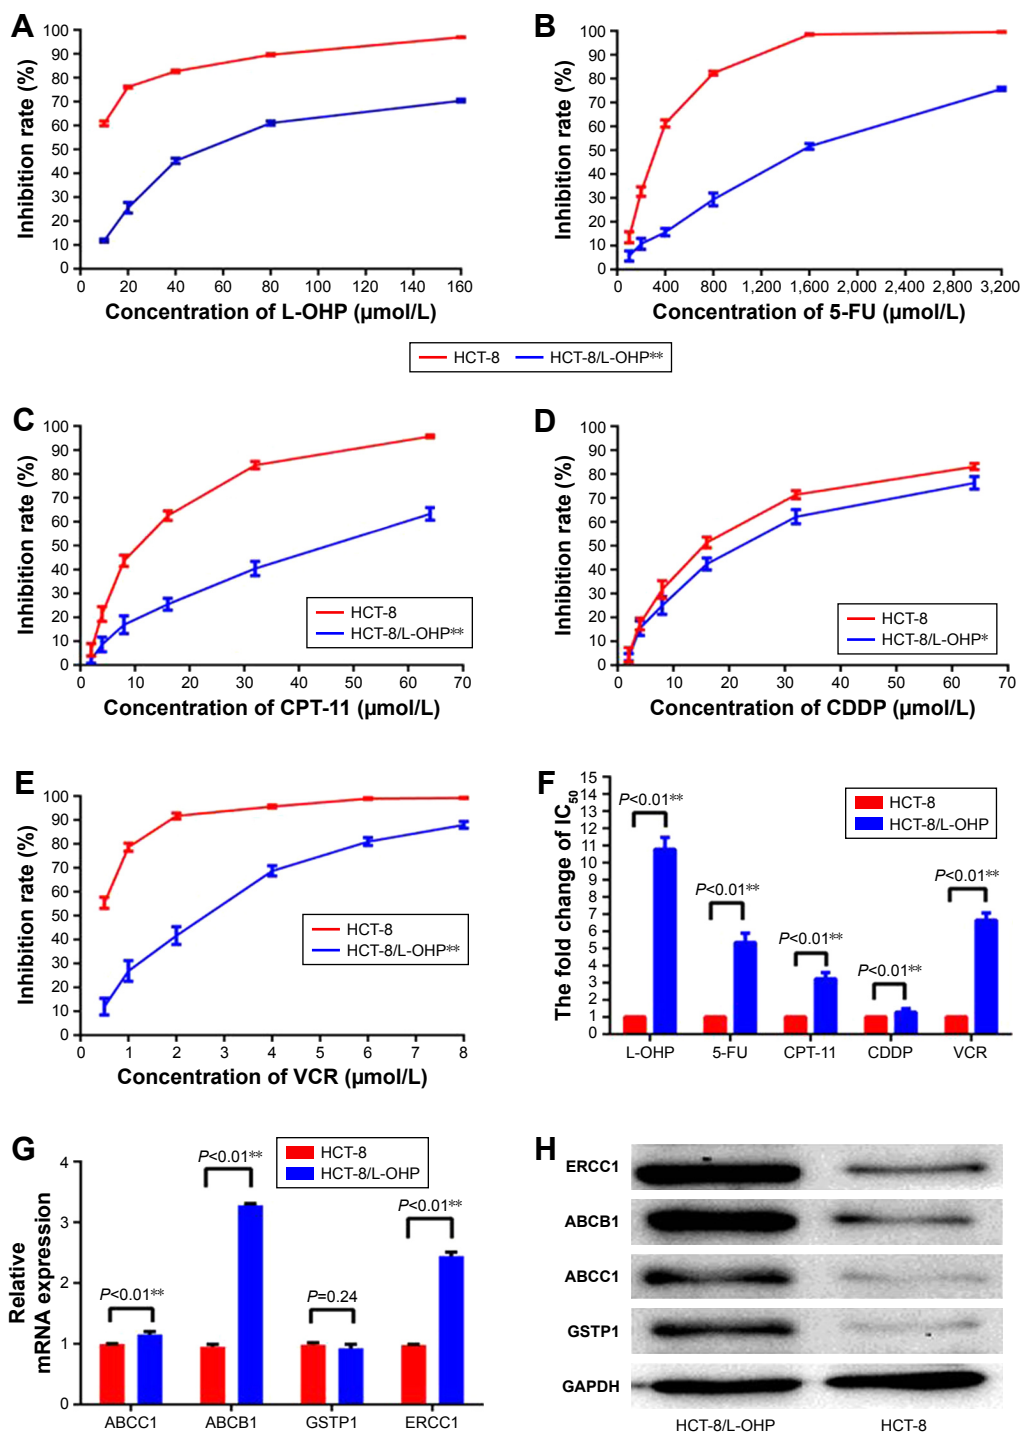 A
Inhibition rate (%)
100
90
80
70
60
50
40
30
20
10
0
0 20 40 60 80 100 120 140 160
Concentration of L-OHP (µmol/L)
B
Inhibition rate (%)
100
90
80
70
60
50
40
30
20
10
0
0 400 800 1,200 1,600 2,000 2,400 2,800 3,200
Concentration of 5-FU (µmol/L)
HCT-8 HCT-8/L-OHP**
C
Inhibition rate (%)
100
90
80
70
60
50
40
30
20
10
0
0 10 20 30 40 50 60 70
HCT-8
HCT-8/L-OHP**
Concentration of CPT-11 (µmol/L)
D
Inhibition rate (%)
100
90
80
70
60
50
40
30
20
10
0
0 10 20 30 40 50 60 70
HCT-8
HCT-8/L-OHP*
Concentration of CDDP (µmol/L)
E
Inhibition rate (%)
100
90
80
70
60
50
40
30
20
10
0
0 1 2 3 4 5 6 7 8
HCT-8
HCT-8/L-OHP**
Concentration of VCR (µmol/L)
F
The fold change of IC50
15
14
13
12
11
10
9
8
7
6
5
4
3
2
1
0
HCT-8
HCT-8/L-OHP
P<0.01**
P<0.01**
P<0.01**
P<0.01**
P<0.01**
L-OHP 5-FU CPT-11 CDDP VCR
G
Relative
mRNA expression
4
3
2
1
0
HCT-8
HCT-8/L-OHP
P<0.01**
P<0.01**
P=0.24
P<0.01**
ABCC1 ABCB1 GSTP1 ERCC1
H
ERCC1
ABCB1
ABCC1
GSTP1
GAPDH
HCT-8/L-OHP HCT-8